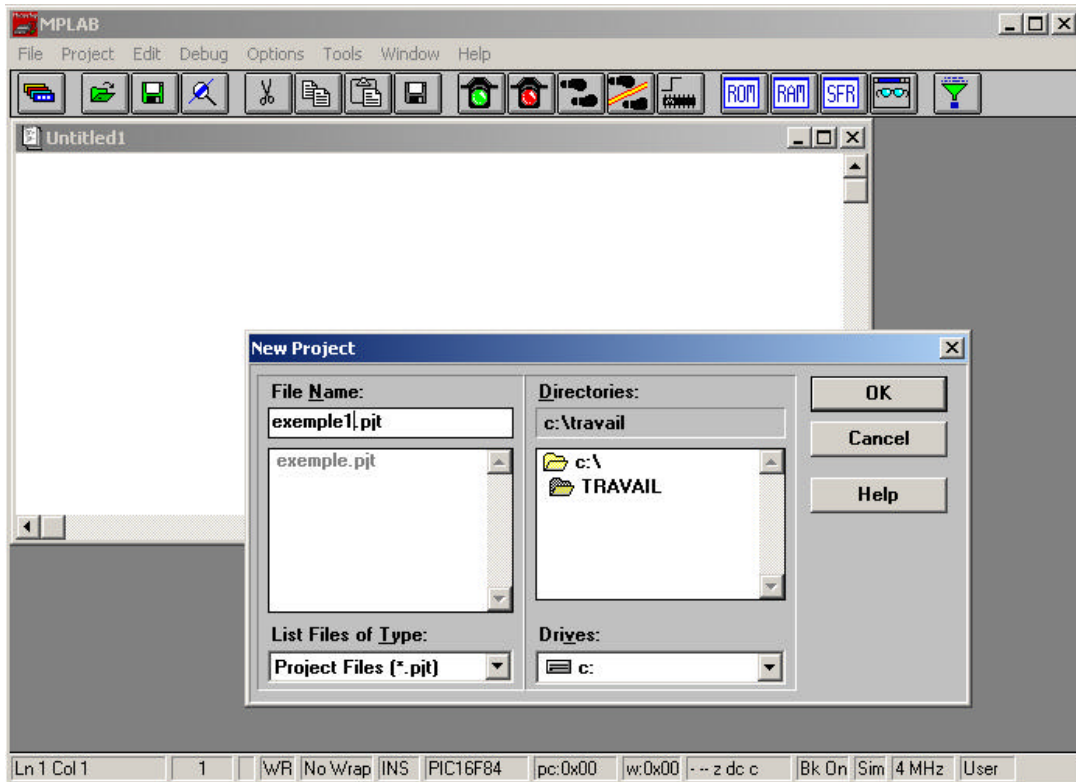 MPLAB
File Project Edit Debug Options Tools Window Help
ROM RAM SFR
Untitled1
New Project
File Name:
exemple1.pjt
exemple.pjt
List Files of Type:
Project Files (*.pjt)
Directories:
c:\travail
c:\
TRAVAIL
Drives:
c:
OK
Cancel
Help
Ln 1 Col 1 1 WR No Wrap INS PIC16F84 pc:0x00 w:0x00 - -- z dc c Bk On Sim 4 MHz User